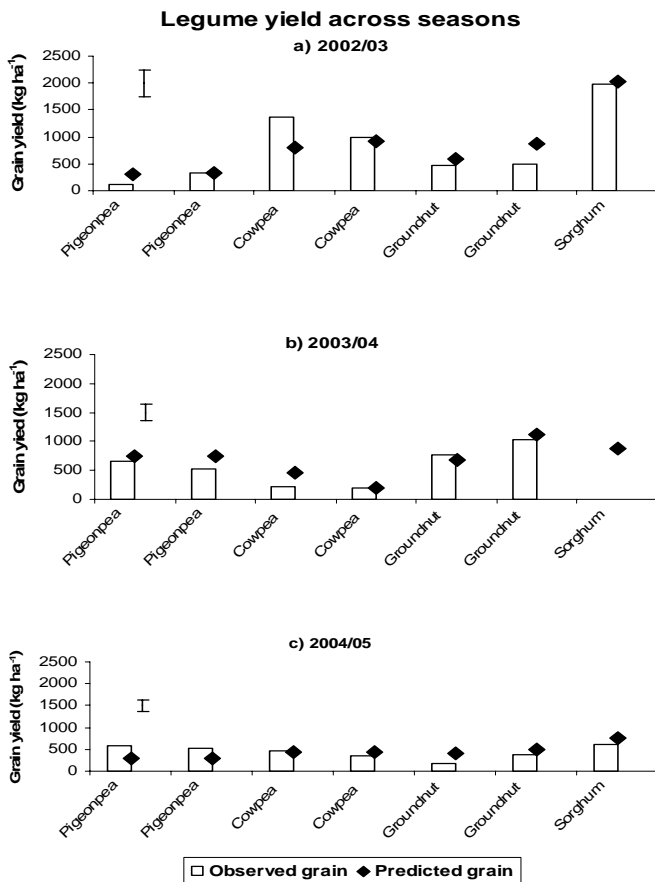 Legume yield across seasons
a) 2002/03
Grain yield (kg ha⁻¹)
2500
2000
1500
1000
500
0
Pigeonpea
Pigeonpea
Cowpea
Cowpea
Groundnut
Groundnut
Sorghum
b) 2003/04
Grain yied (kg ha⁻¹)
2500
2000
1500
1000
500
0
Pigeonpea
Pigeonpea
Cowpea
Cowpea
Groundnut
Groundnut
Sorghum
c) 2004/05
Grain yield (kg ha⁻¹)
2500
2000
1500
1000
500
0
Pigeonpea
Pigeonpea
Cowpea
Cowpea
Groundnut
Groundnut
Sorghum
Observed grain Predicted grain